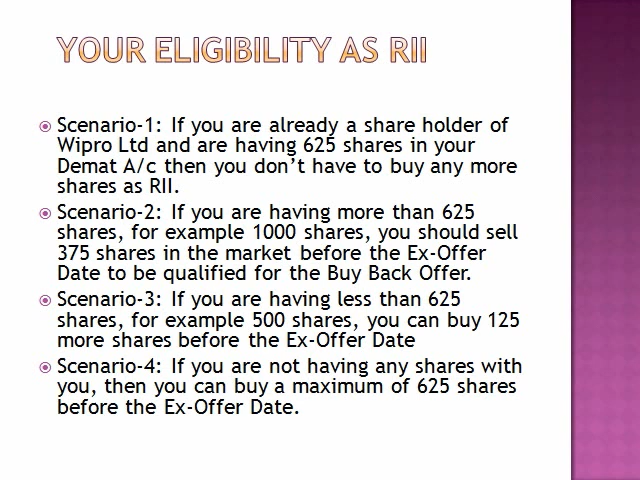 YOUR ELIGIBILITY AS RII
Scenario-1: If you are already a share holder of
Wipro Ltd and are having 625 shares in your
Demat A/c then you don't have to buy any more
shares as RII.
Scenario-2: If you are having more than 625
shares, for example 1000 shares, you should sell
375 shares in the market before the Ex-Offer
Date to be qualified for the Buy Back Offer.
Scenario-3: If you are having less than 625
shares, for example 500 shares, you can buy 125
more shares before the Ex-Offer Date
Scenario-4: If you are not having any shares with
you, then you can buy a maximum of 625 shares
before the Ex-Offer Date.